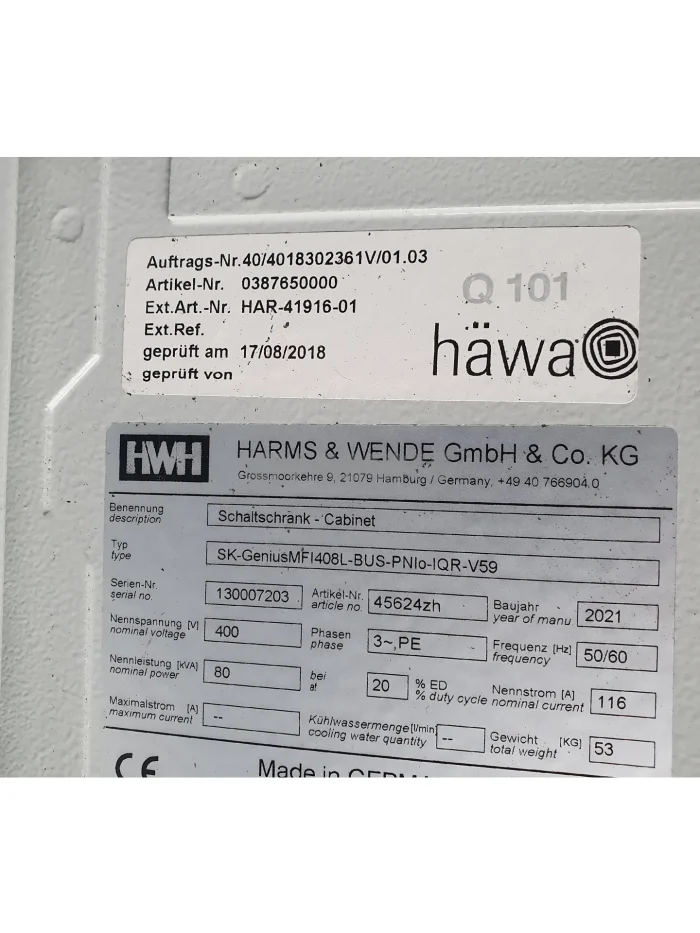 Auftrags-Nr.40/4018302361V/01.03
Artikel-Nr. 0387650000
Q 101
Ext.Art.-Nr. HAR-41916-01
Ext.Ref.
geprüft am 17/08/2018
geprüft von
häwa
HWH HARMS & WENDE GmbH & Co. KG
Grossmoorkehre 9, 21079 Hamburg / Germany, +49 40 766904.0
Benennung
description
Schaltschrank - Cabinet
Typ
type
SK-GeniusMFI408L-BUS-PNIo-IQR-V59
Serien-Nr.
serial no.
130007203
Artikel-Nr.
article no.
45624zh
Baujahr
year of manu
2021
Nennspannung [V]
nominal voltage
400
Phasen
phase
3~,PE
Frequenz [Hz]
frequency
50/60
Nennleistung [kVA]
nominal power
80
bei
at
20
% ED
% duty cycle
Nennstrom [A]
nominal current
116
Maximalstrom [A]
maximum current
--
Kühlwassermenge[l/min]
cooling water quantity
--
Gewicht [KG]
total weight
53
CE
Made in GERMA